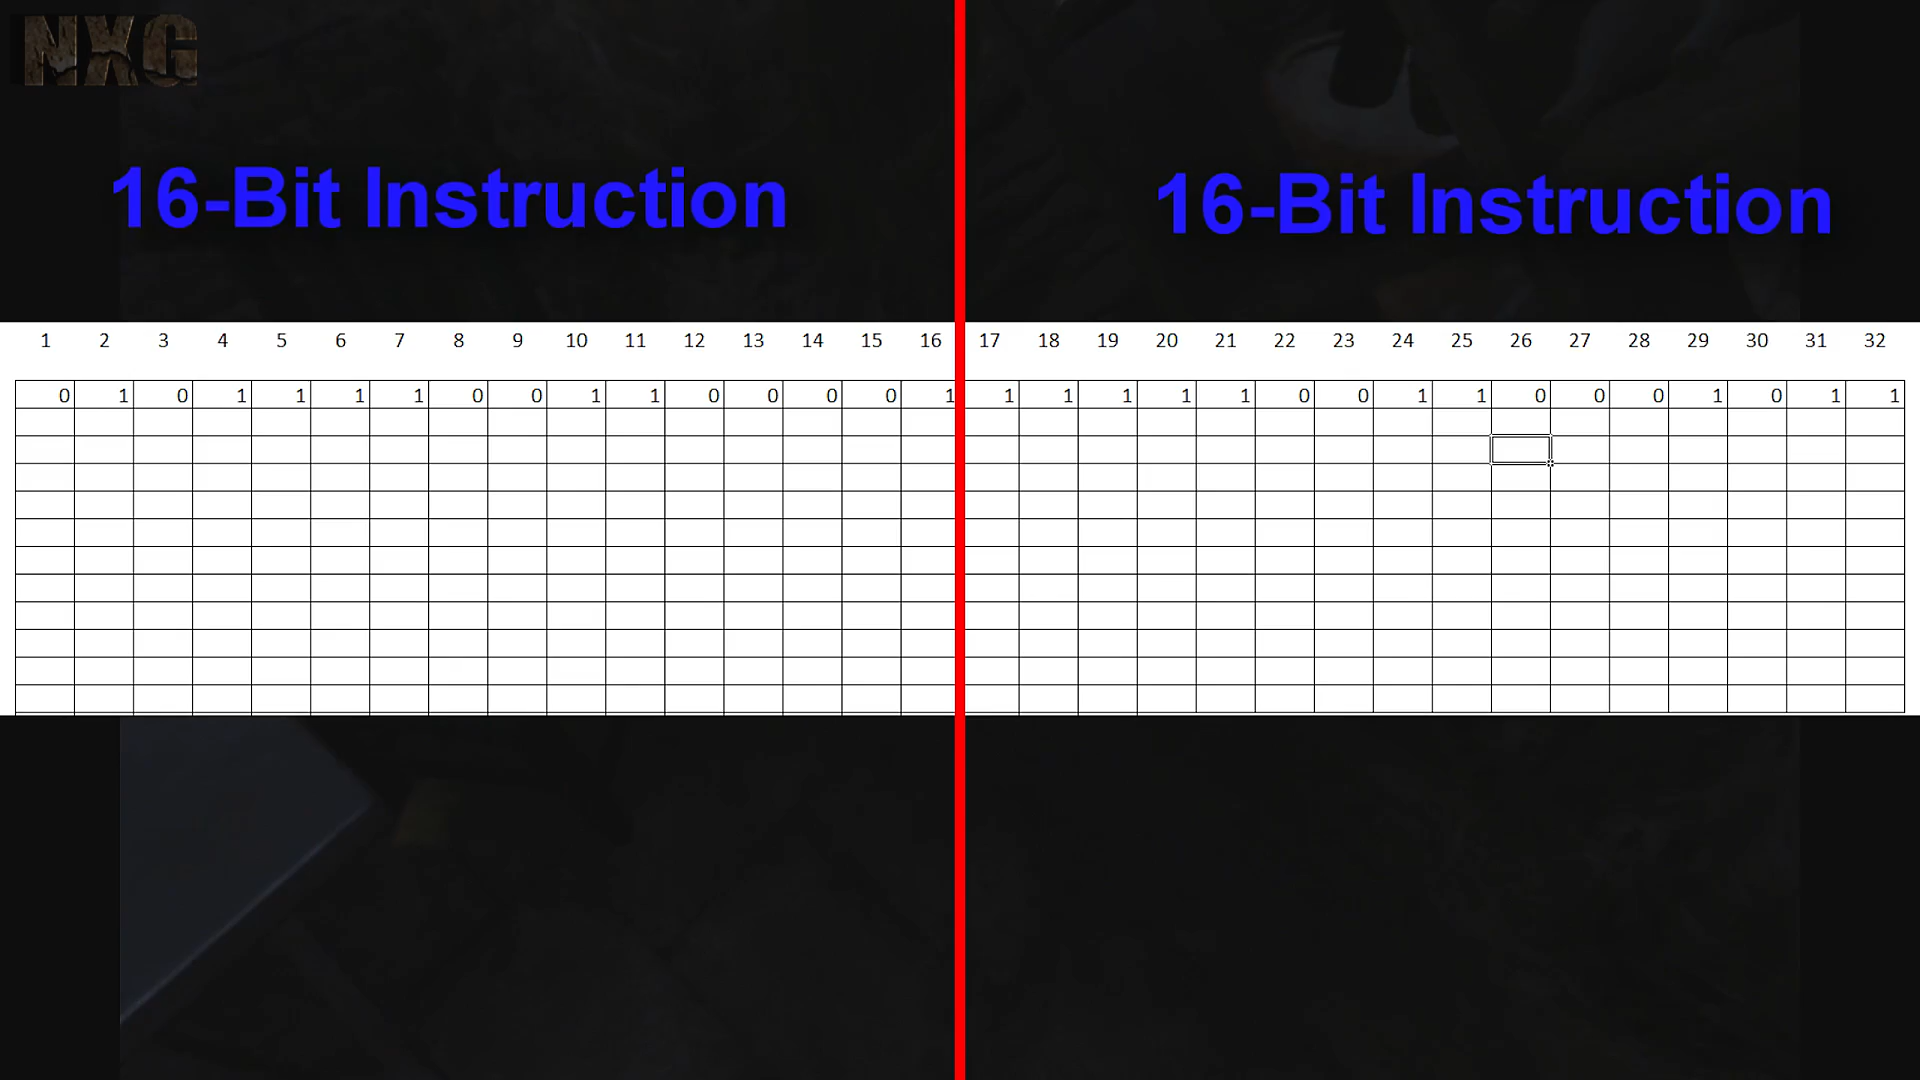 NXG
16-Bit Instruction
16-Bit Instruction
1 2 3 4 5 6 7 8 9 10 11 12 13 14 15 16 17 18 19 20 21 22 23 24 25 26 27 28 29 30 31 32
0 1 0 1 1 1 1 0 0 1 1 0 0 0 0 1 1 1 1 1 1 0 0 1 1 0 0 0 1 0 1 1